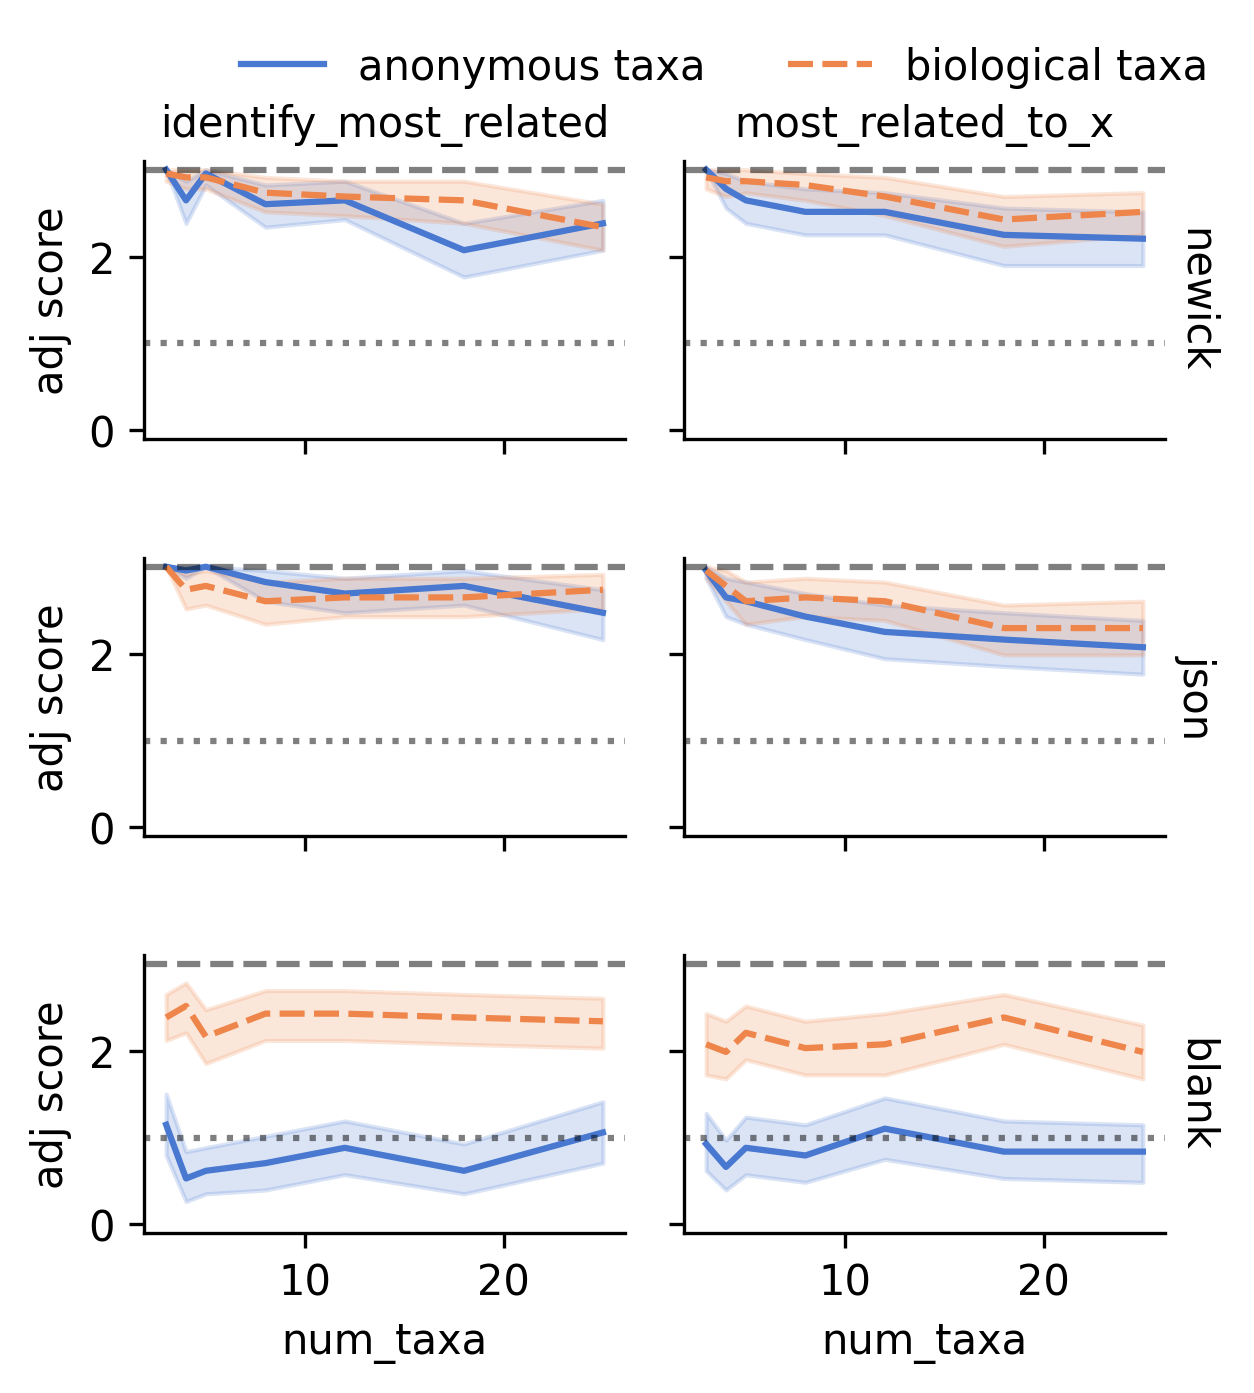 anonymous taxa biological taxa
identify_most_related most_related_to_x
adj score
2
0
newick
adj score
2
0
json
adj score
2
0
blank
10 20 10 20
num_taxa num_taxa